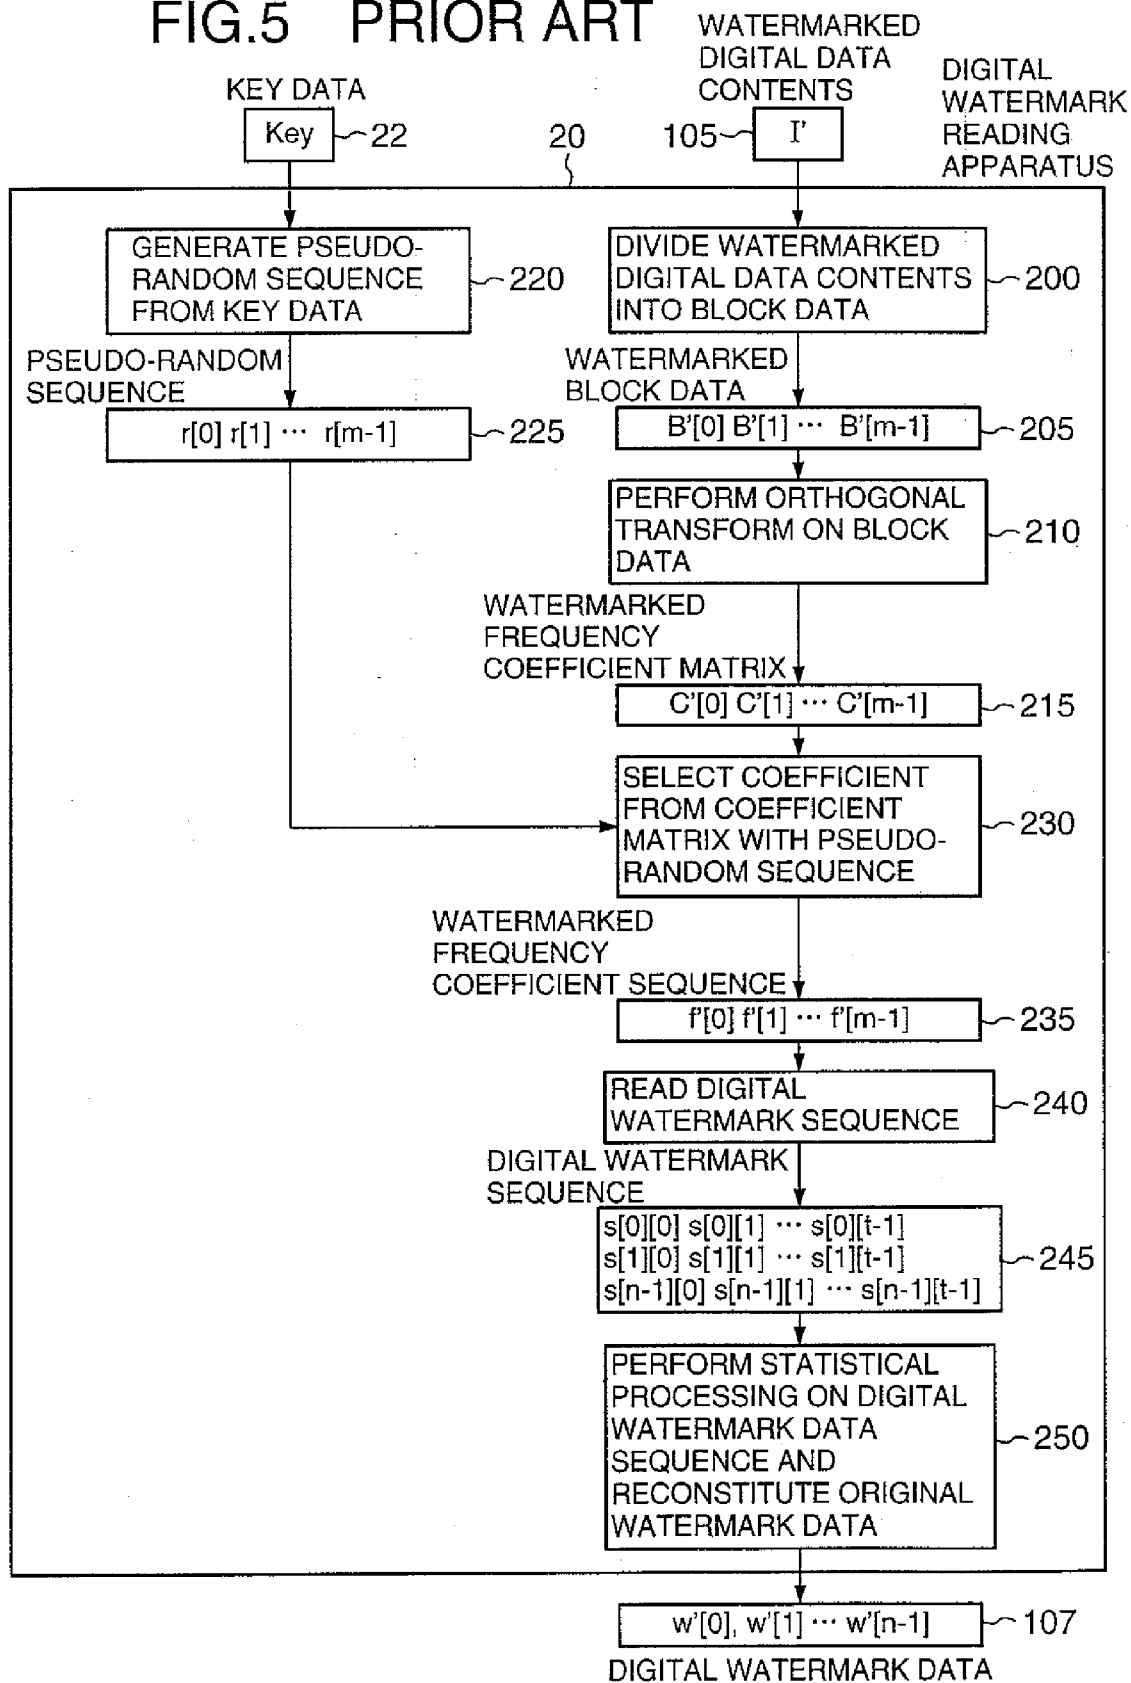 FIG.5 PRIOR ART
WATERMARKED
DIGITAL DATA
CONTENTS
KEY DATA
DIGITAL
WATERMARK
READING
APPARATUS
Key
22
20
105
I'
GENERATE PSEUDO-
RANDOM SEQUENCE
FROM KEY DATA
220
DIVIDE WATERMARKED
DIGITAL DATA CONTENTS
INTO BLOCK DATA
200
PSEUDO-RANDOM
SEQUENCE
WATERMARKED
BLOCK DATA
r[0] r[1] ··· r[m-1]
225
B'[0] B'[1] ··· B'[m-1]
205
PERFORM ORTHOGONAL
TRANSFORM ON BLOCK
DATA
210
WATERMARKED
FREQUENCY
COEFFICIENT MATRIX
C'[0] C'[1] ··· C'[m-1]
215
SELECT COEFFICIENT
FROM COEFFICIENT
MATRIX WITH PSEUDO-
RANDOM SEQUENCE
230
WATERMARKED
FREQUENCY
COEFFICIENT SEQUENCE
f'[0] f'[1] ··· f'[m-1]
235
READ DIGITAL
WATERMARK SEQUENCE
240
DIGITAL WATERMARK
SEQUENCE
s[0][0] s[0][1] ··· s[0][t-1]
s[1][0] s[1][1] ··· s[1][t-1]
s[n-1][0] s[n-1][1] ··· s[n-1][t-1]
245
PERFORM STATISTICAL
PROCESSING ON DIGITAL
WATERMARK DATA
SEQUENCE AND
RECONSTITUTE ORIGINAL
WATERMARK DATA
250
w'[0], w'[1] ··· w'[n-1]
107
DIGITAL WATERMARK DATA